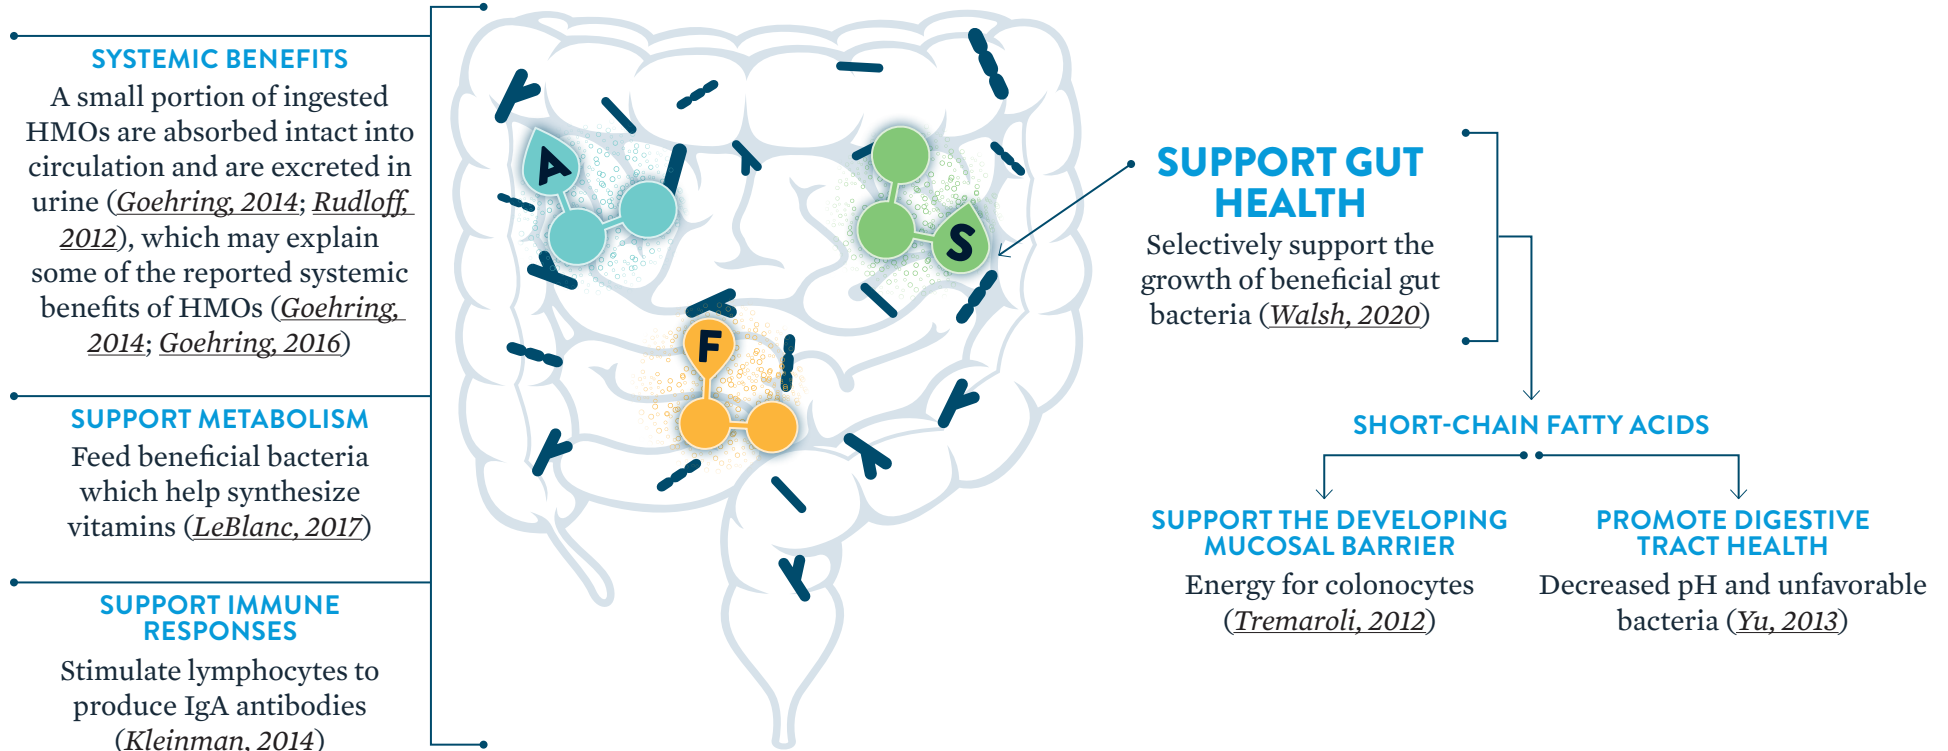 SYSTEMIC BENEFITS
A small portion of ingested
HMOs are absorbed intact into
circulation and are excreted in
urine (Goehring, 2014; Rudloff,
2012), which may explain
some of the reported systemic
benefits of HMOs (Goehring,
2014; Goehring, 2016)
SUPPORT METABOLISM
Feed beneficial bacteria
which help synthesize
vitamins (LeBlanc, 2017)
SUPPORT IMMUNE
RESPONSES
Stimulate lymphocytes to
produce IgA antibodies
(Kleinman, 2014)
A
S
F
SUPPORT GUT
HEALTH
Selectively support the
growth of beneficial gut
bacteria (Walsh, 2020)
SHORT-CHAIN FATTY ACIDS
SUPPORT THE DEVELOPING
MUCOSAL BARRIER
Energy for colonocytes
(Tremaroli, 2012)
PROMOTE DIGESTIVE
TRACT HEALTH
Decreased pH and unfavorable
bacteria (Yu, 2013)